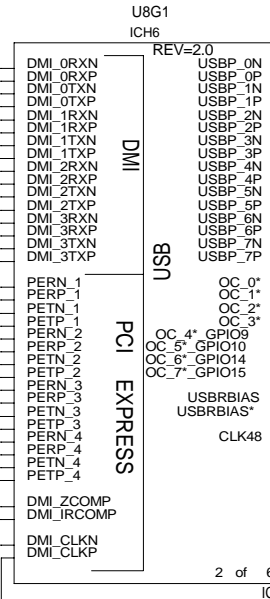 U8G1
ICH6
REV=2.0
DMI_0RXN
DMI_0RXP
DMI_0TXN
DMI_0TXP
DMI_1RXN
DMI_1RXP
DMI_1TXN
DMI_1TXP
DMI_2RXN
DMI_2RXP
DMI_2TXN
DMI_2TXP
DMI_3RXN
DMI_3RXP
DMI_3TXN
DMI_3TXP
DMI
USBP_0N
USBP_0P
USBP_1N
USBP_1P
USBP_2N
USBP_2P
USBP_3N
USBP_3P
USBP_4N
USBP_4P
USBP_5N
USBP_5P
USBP_6N
USBP_6P
USBP_7N
USBP_7P
USB
PERN_1
PERP_1
PETN_1
PETP_1
PERN_2
PERP_2
PETN_2
PETP_2
PERN_3
PERP_3
PETN_3
PETP_3
PERN_4
PERP_4
PETN_4
PETP_4
PCI EXPRESS
OC_0*
OC_1*
OC_2*
OC_3*
OC_4*_GPIO9
OC_5*_GPIO10
OC_6*_GPIO14
OC_7*_GPIO15
USBRBIAS
USBRBIAS*
CLK48
DMI_ZCOMP
DMI_IRCOMP
DMI_CLKN
DMI_CLKP
2 of 6